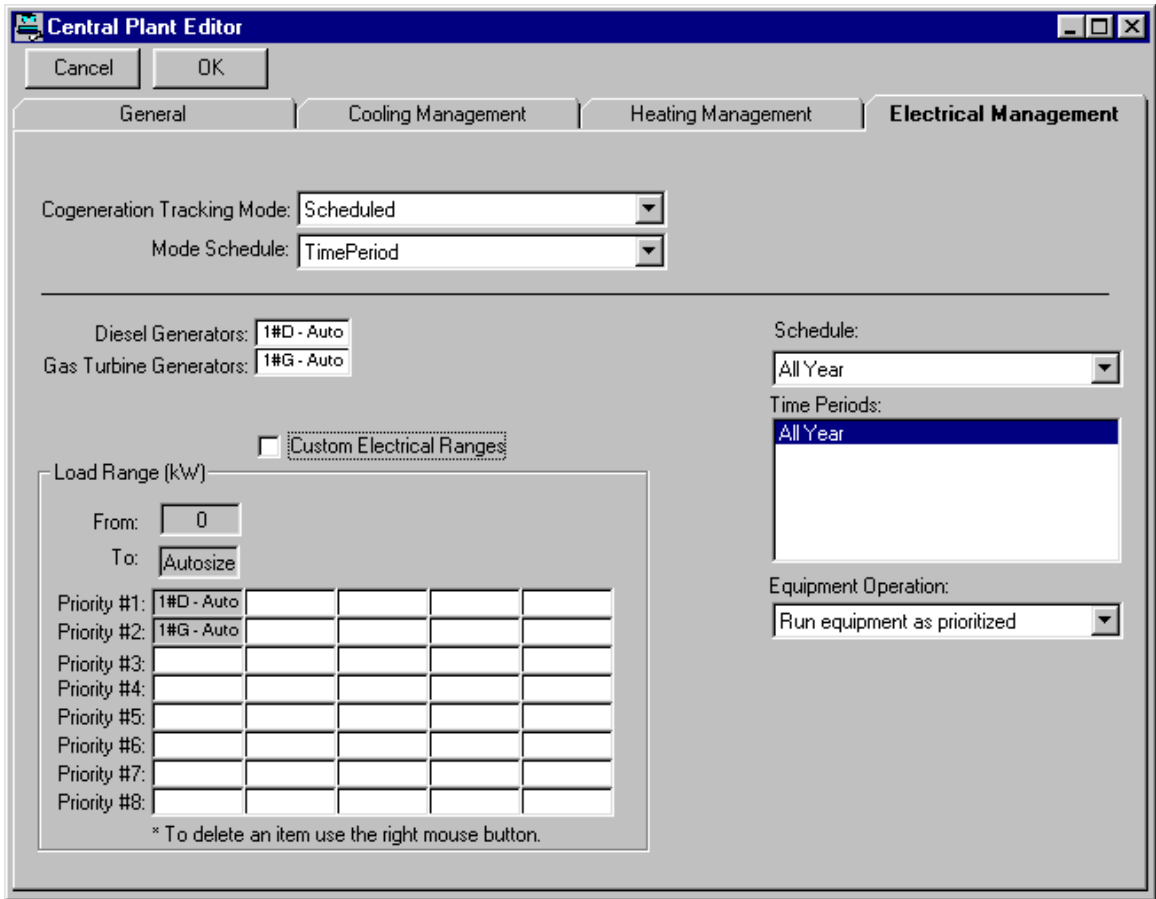 Central Plant Editor
Cancel OK
General Cooling Management Heating Management Electrical Management
Cogeneration Tracking Mode: Scheduled
Mode Schedule: TimePeriod
Diesel Generators: 1#D - Auto
Gas Turbine Generators: 1#G - Auto
Schedule:
All Year
Time Periods:
All Year
Custom Electrical Ranges
Load Range (kW)
From: 0
To: Autosize
Priority #1: 1#D - Auto
Priority #2: 1#G - Auto
Priority #3:
Priority #4:
Priority #5:
Priority #6:
Priority #7:
Priority #8:
* To delete an item use the right mouse button.
Equipment Operation:
Run equipment as prioritized